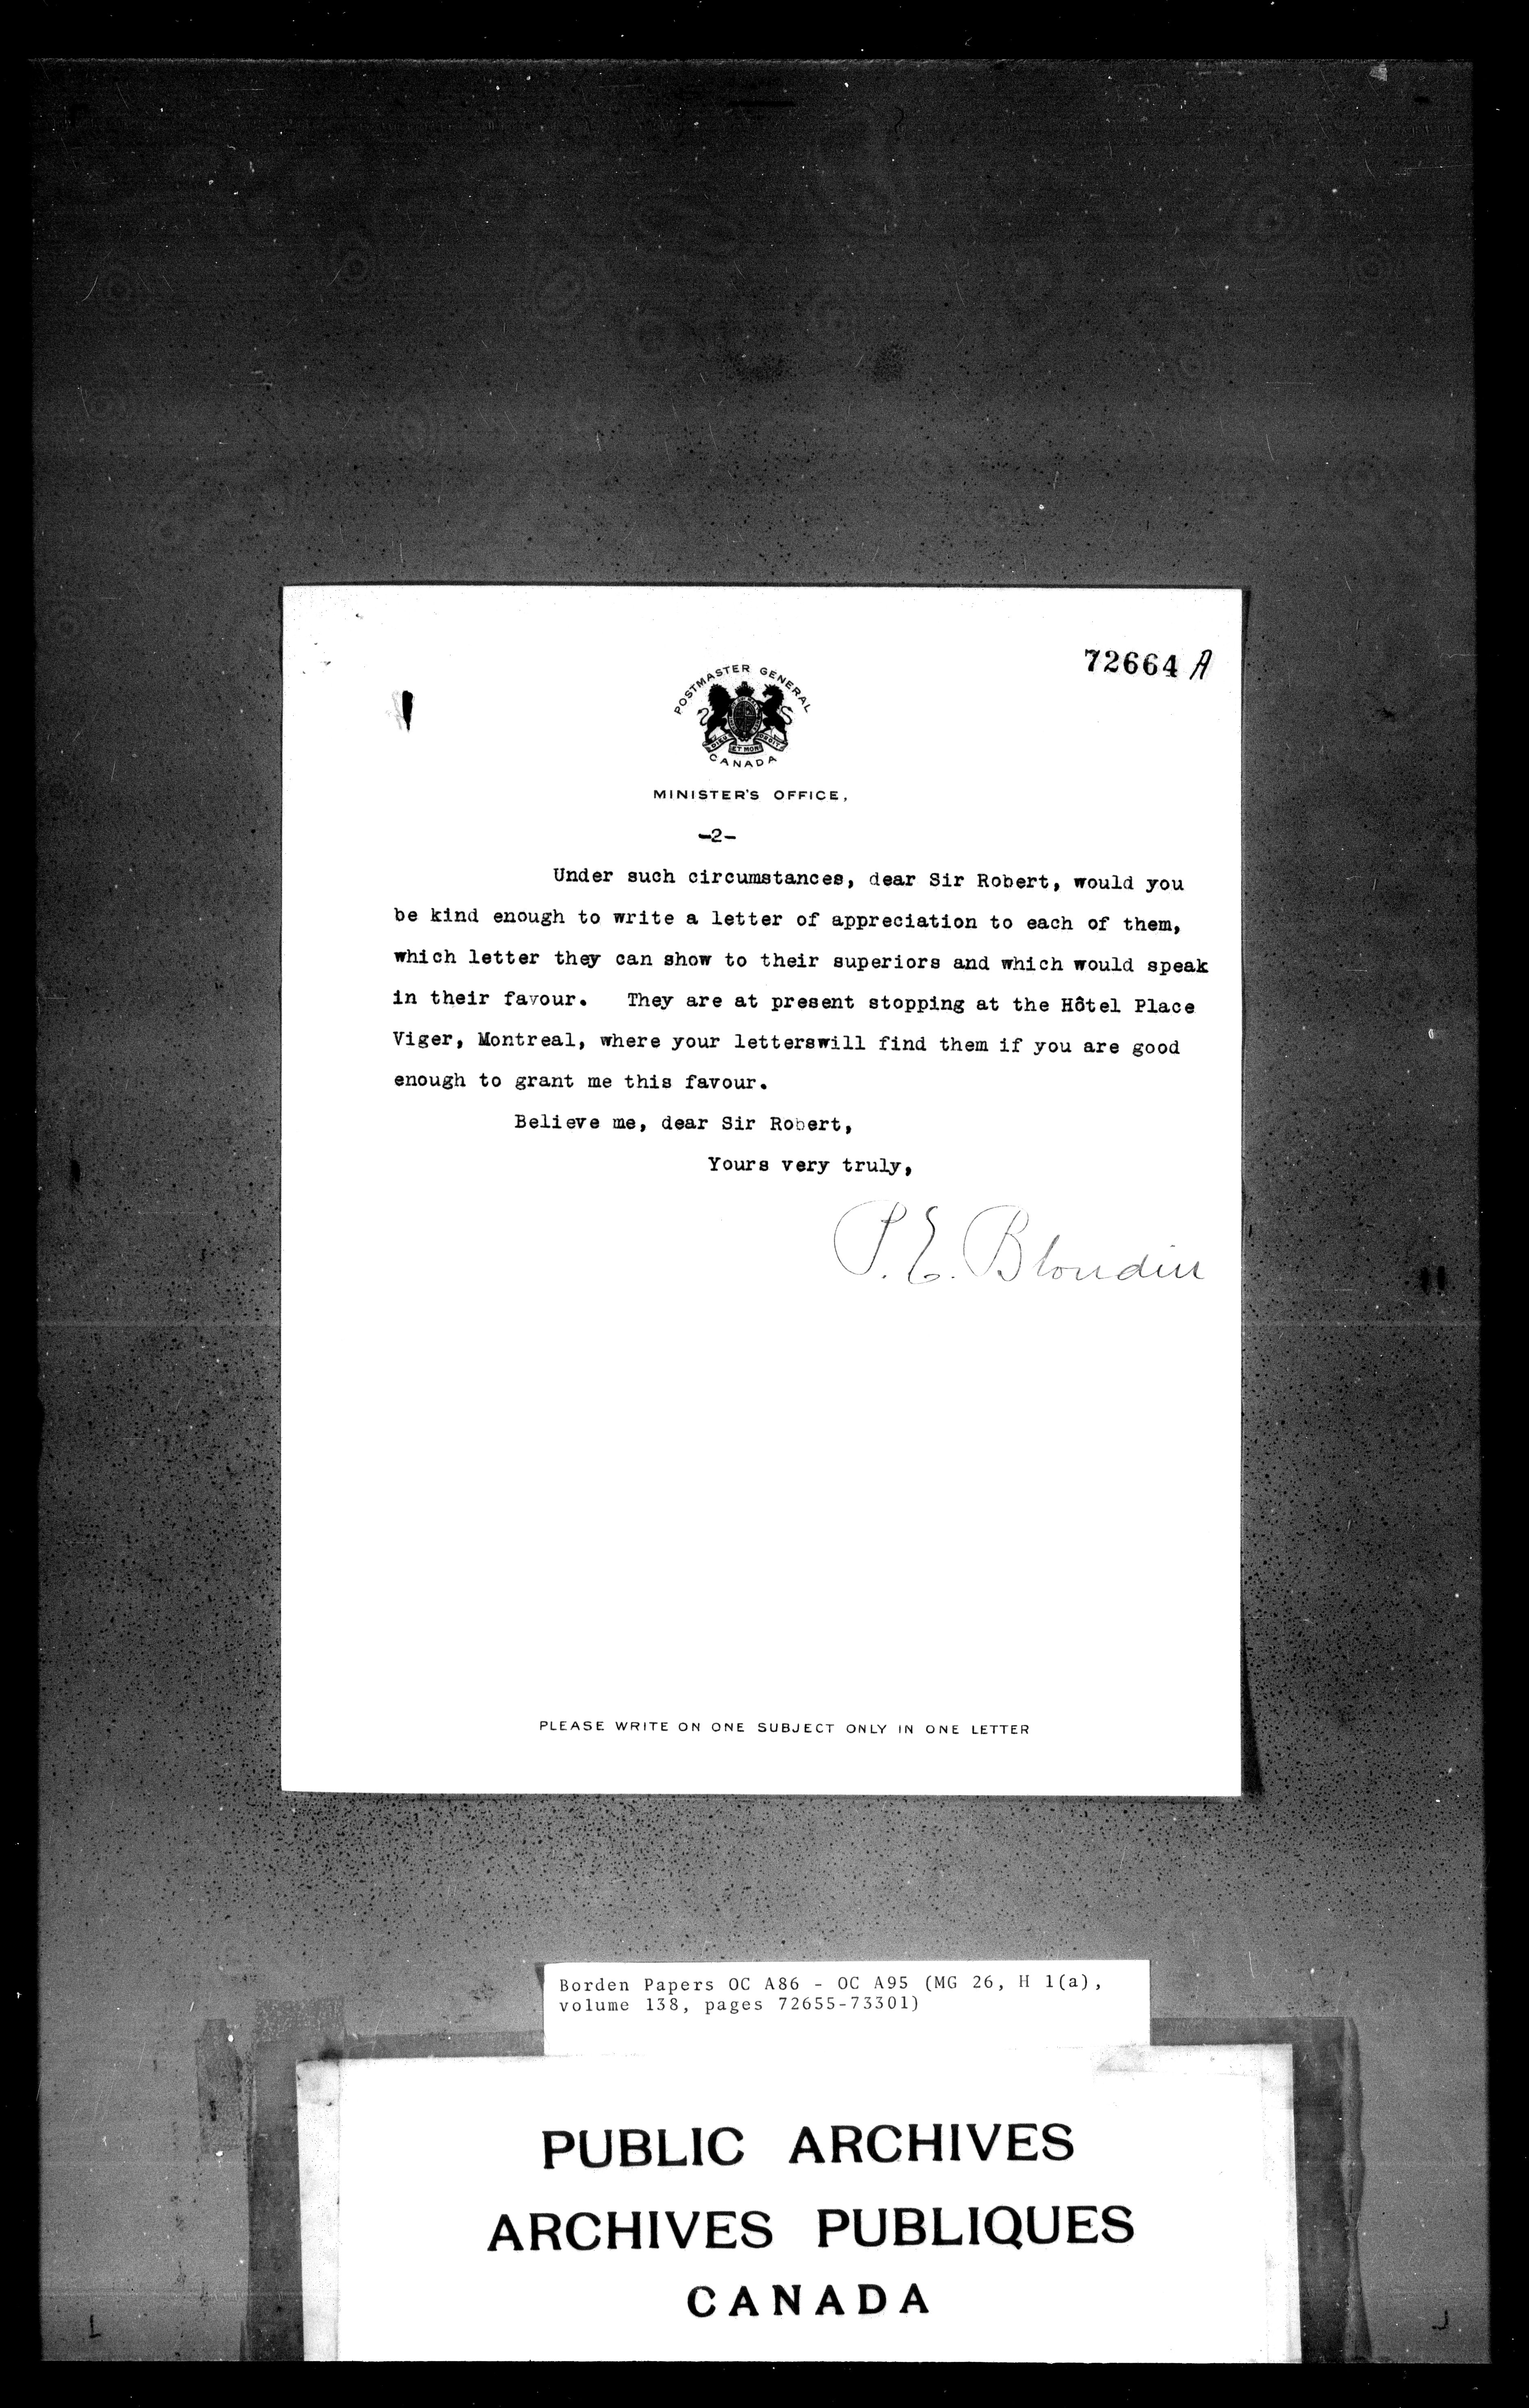 72664 A
POSTMASTER GENERAL
DIEU ET MON DROIT
CANADA
MINISTER'S OFFICE,
-2-
Under such circumstances, dear Sir Robert, would you
be kind enough to write a letter of appreciation to each of them,
which letter they can show to their superiors and which would speak
in their favour. They are at present stopping at the Hôtel Place
Viger, Montreal, where your letterswill find them if you are good
enough to grant me this favour.
Believe me, dear Sir Robert,
Yours very truly,
P. E. Blondin
PLEASE WRITE ON ONE SUBJECT ONLY IN ONE LETTER
Borden Papers OC A86 - OC A95 (MG 26, H 1(a),
volume 138, pages 72655-73301)
PUBLIC ARCHIVES
ARCHIVES PUBLIQUES
CANADA